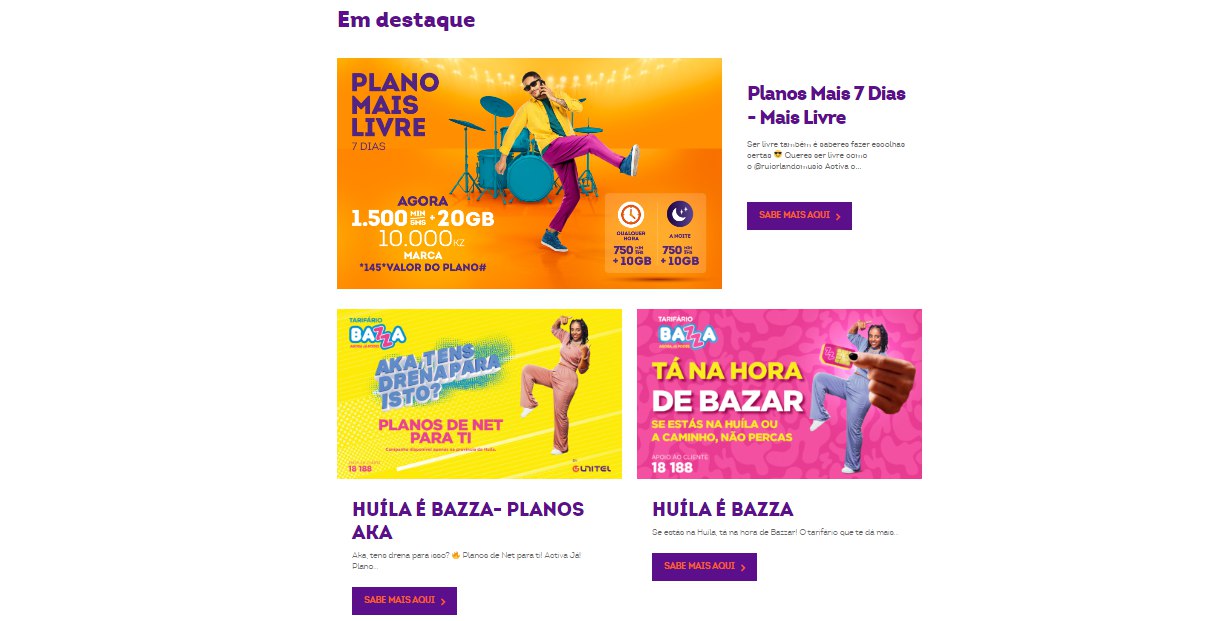 Em destaque
PLANO
MAIS
LIVRE
7 DIAS
AGORA
1.500 MIN SMS + 20GB
10.000KZ
MARCA
*145*VALOR DO PLANO#
QUALQUER
HORA
750 MIN
+ 10GB
A NOITE
750 MIN
+ 10GB
Planos Mais 7 Dias
- Mais Livre
Ser livre também é saberes fazer escolhas
certas 😎 Queres ser livre como
o @ruiorlandomusic Activa o...
SABE MAIS AQUI
TARIFÁRIO
BAZZA
AKA, TENS
DRENA PARA
ISTO?
PLANOS DE NET
PARA TI
Campanha disponível apenas na província da Huíla.
APOIO AO CLIENTE
18 188
UNITEL
HUÍLA É BAZZA- PLANOS
AKA
Aka, tens drena para isso? 🔥 Planos de Net para ti! Activa Já!
Plano...
SABE MAIS AQUI
TARIFÁRIO
BAZZA
TÁ NA HORA
DE BAZAR
SE ESTÁS NA HUÍLA OU
A CAMINHO, NÃO PERCAS
APOIO AO CLIENTE
18 188
HUÍLA É BAZZA
Se estás na Huíla, tá na hora de Bazzar! O tarifário que te dá mais...
SABE MAIS AQUI